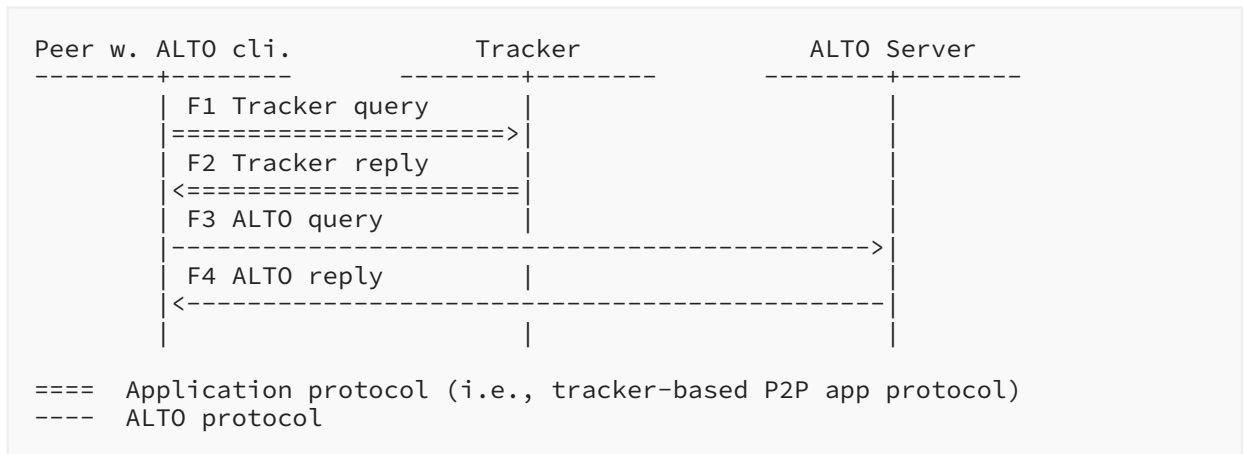 Peer w. ALTO cli.            Tracker               ALTO Server
--------+--------       --------+--------       --------+--------
        | F1 Tracker query      |                       |
        |======================>|                       |
        | F2 Tracker reply      |                       |
        |<======================|                       |
        | F3 ALTO query         |                       |
        |---------------------------------------------->|
        | F4 ALTO reply         |                       |
        |<----------------------------------------------|
        |                       |                       |
====  Application protocol (i.e., tracker-based P2P app protocol)
----  ALTO protocol